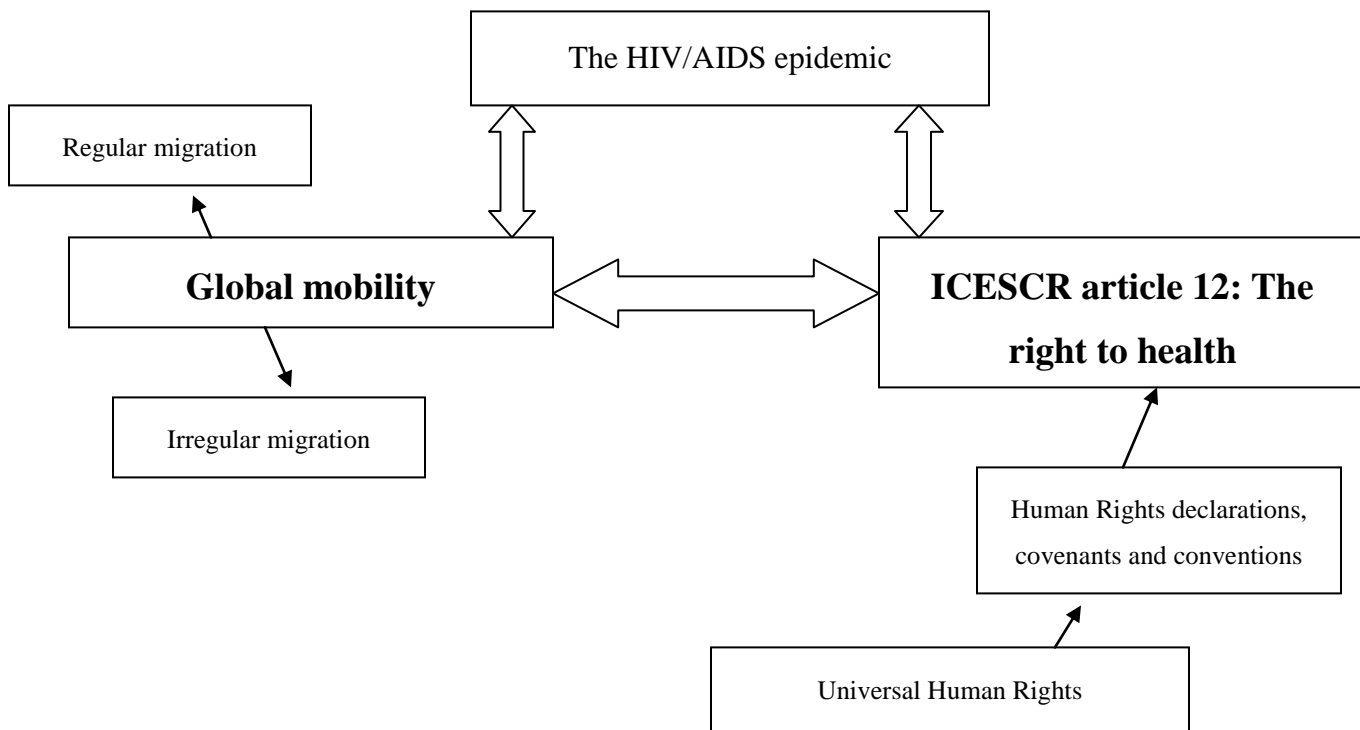 The HIV/AIDS epidemic
Regular migration
Global mobility
ICESCR article 12: The
right to health
Irregular migration
Human Rights declarations,
covenants and conventions
Universal Human Rights